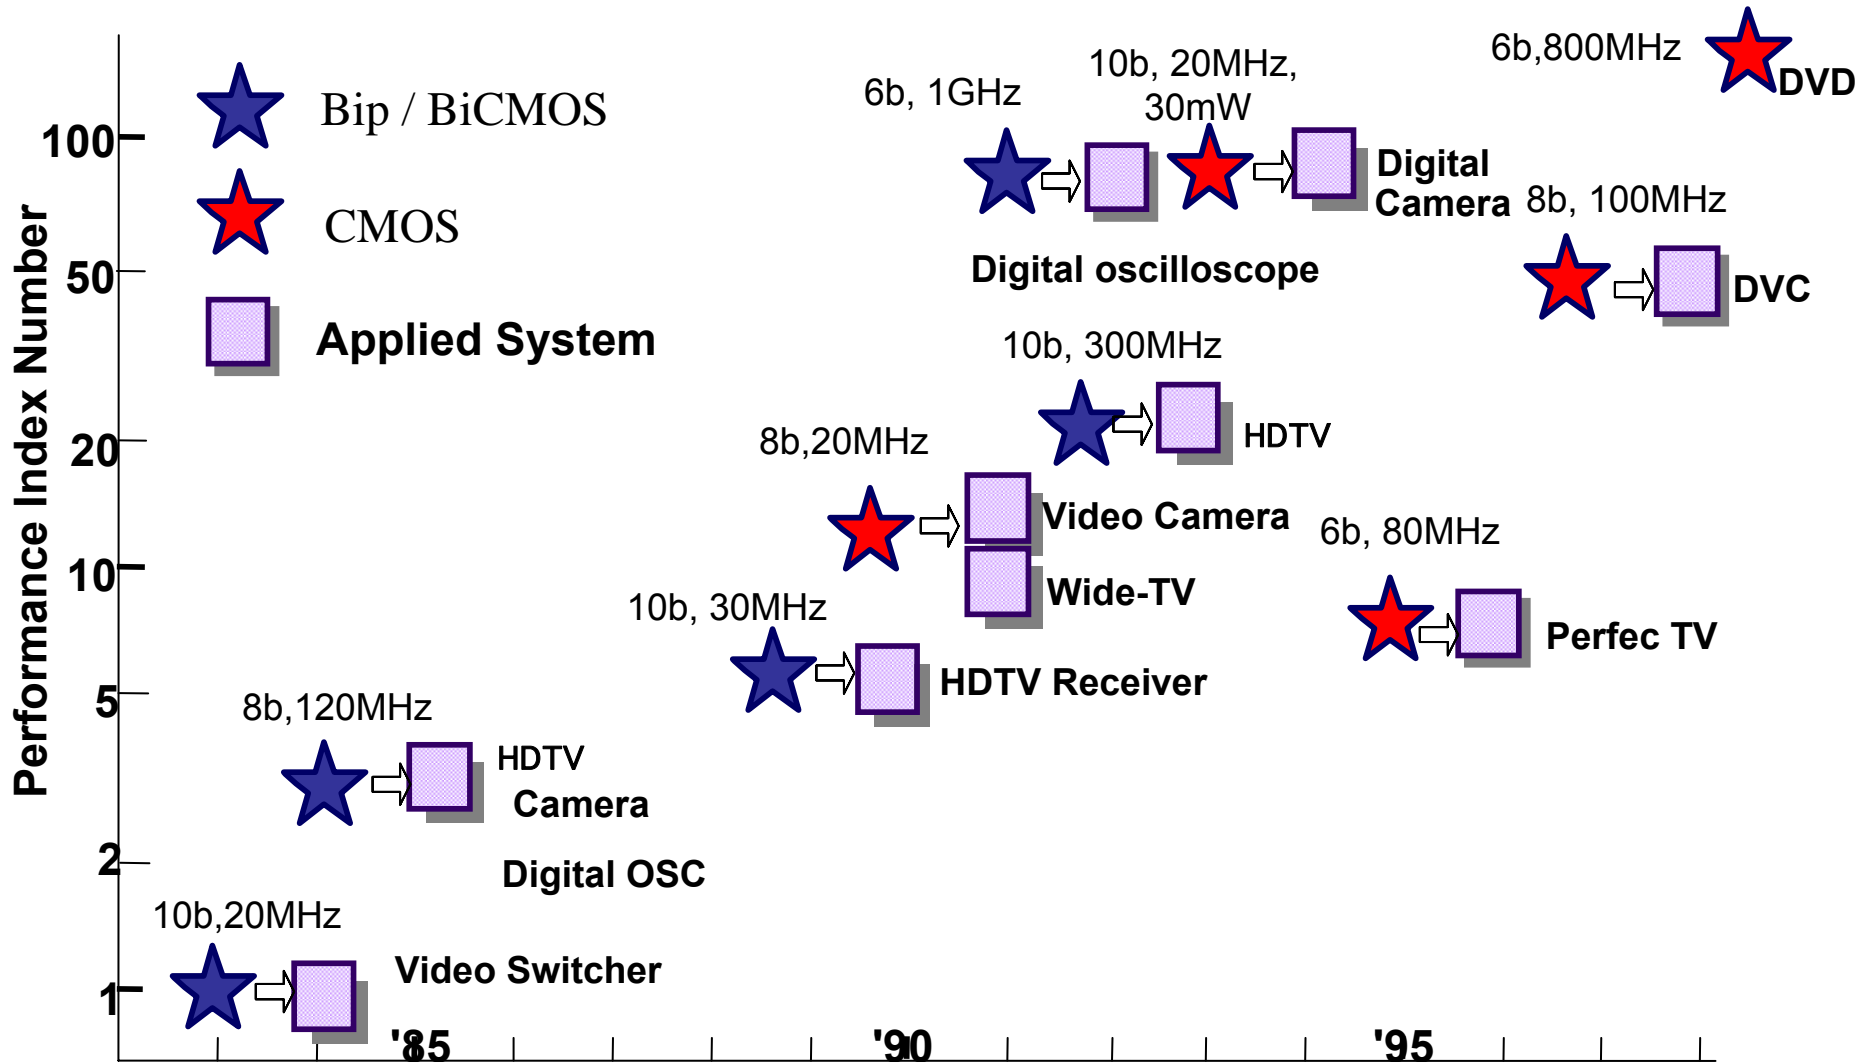 6b,800MHz
DVD
10b, 20MHz,
30mW
6b, 1GHz
Bip / BiCMOS
100
Digital
Camera
8b, 100MHz
CMOS
50
Digital oscilloscope
DVC
Performance Index Number
Applied System
10b, 300MHz
20
8b,20MHz
HDTV
Video Camera
6b, 80MHz
10
Wide-TV
10b, 30MHz
Perfec TV
5
HDTV Receiver
8b,120MHz
HDTV
Camera
2
Digital OSC
10b,20MHz
Video Switcher
1
'85
'90
'95